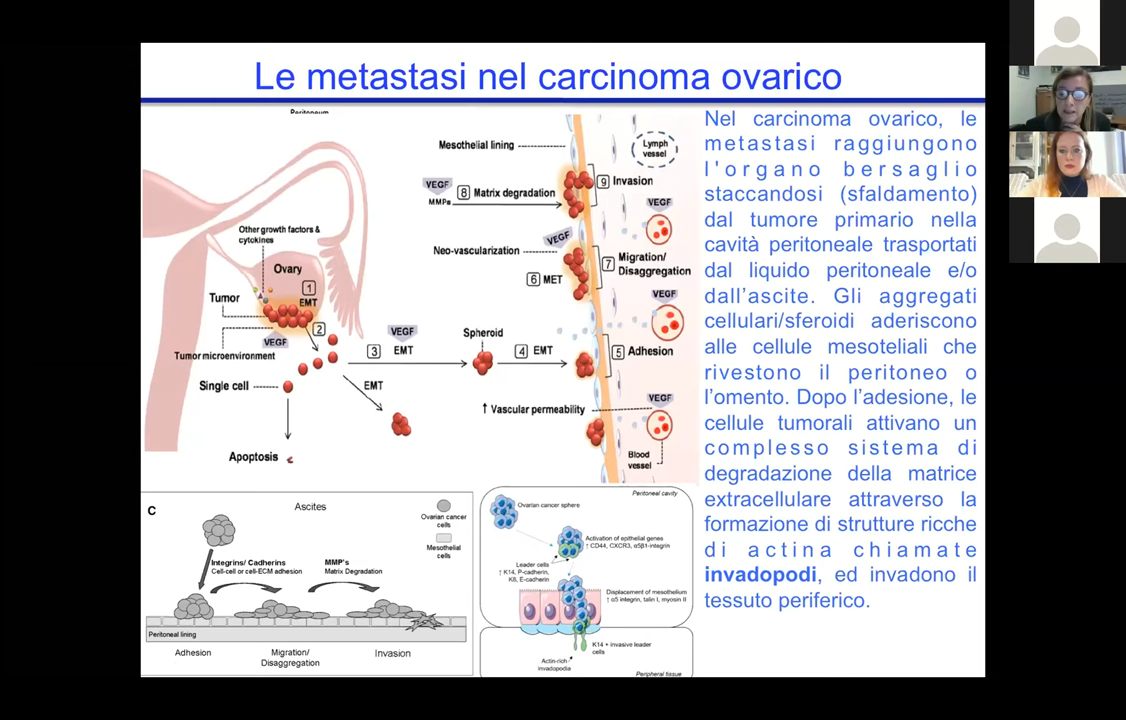 Le metastasi nel carcinoma ovarico
Peritoneum
Mesothelial lining
Lymph
vessel
VEGF
MMPs
8 Matrix degradation
9 Invasion
VEGF
Other growth factors &
cytokines
Ovary
1
EMT
Tumor
2
VEGF
Tumor microenvironment
Single cell
Apoptosis
VEGF
3 EMT
EMT
Spheroid
4 EMT
Neo-vascularization
VEGF
6 MET
7 Migration/
Disaggregation
VEGF
5 Adhesion
↑ Vascular permeability
VEGF
Blood
vessel
Nel carcinoma ovarico, le
metastasi raggiungono
l'organo bersaglio
staccandosi (sfaldamento)
dal tumore primario nella
cavità peritoneale trasportati
dal liquido peritoneale e/o
dall’ascite. Gli aggregati
cellulari/sferoidi aderiscono
alle cellule mesoteliali che
rivestono il peritoneo o
l’omento. Dopo l’adesione, le
cellule tumorali attivano un
complesso sistema di
degradazione della matrice
extracellulare attraverso la
formazione di strutture ricche
di actina chiamate
invadopodi, ed invadono il
tessuto periferico.
C
Ascites
Ovarian cancer
cells
Mesothelial
cells
Integrins/ Cadherins
Cell-cell or cell-ECM adhesion
MMP's
Matrix Degradation
Peritoneal lining
Adhesion
Migration/
Disaggregation
Invasion
Peritoneal cavity
Ovarian cancer sphere
Activation of epithelial genes
↑ CD44, CXCR3, α5β1-integrin
Leader cells
↑ K14, P-cadherin,
K6, E-cadherin
Displacement of mesothelium
↑ α5 integrin, talin I, myosin II
K14 + invasive leader
cells
Actin-rich
invadopodia
Peripheral tissue